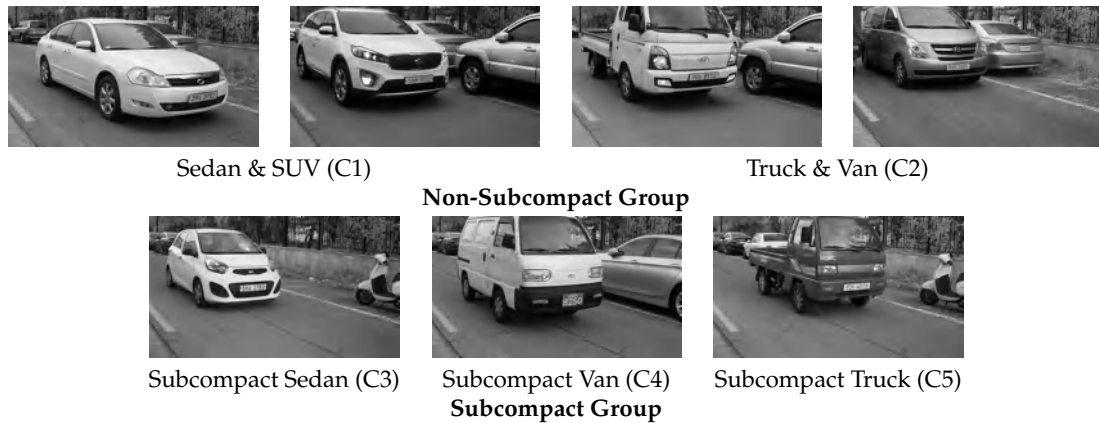 Sedan & SUV (C1)
Truck & Van (C2)
Non-Subcompact Group
Subcompact Sedan (C3)
Subcompact Van (C4)
Subcompact Truck (C5)
Subcompact Group